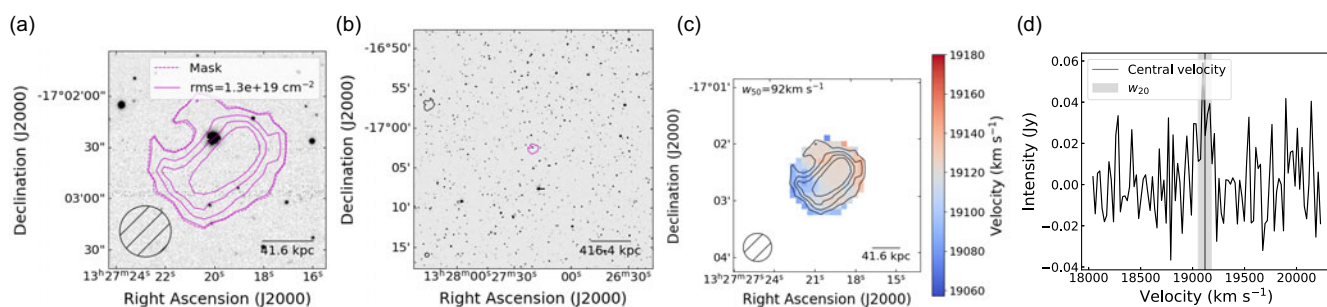 (a)
Mask
rms=1.3e+19 cm⁻²
-17°02'00"
30"
03'00"
30"
Declination (J2000)
41.6 kpc
13ʰ27ᵐ24ˢ
20ˢ
16ˢ
Right Ascension (J2000)
(b)
-16°50'
55'
-17°00'
05'
10'
15'
Declination (J2000)
416.4 kpc
13ʰ28ᵐ00ˢ
27ᵐ30ˢ
00ˢ
26ᵐ30ˢ
Right Ascension (J2000)
(c)
w₅₀=92km s⁻¹
-17°01'
02'
03'
04'
Declination (J2000)
41.6 kpc
13ʰ27ᵐ25ˢ
21ˢ
18ˢ
15ˢ
Right Ascension (J2000)
19180
19160
19140
19120
19100
19080
19060
Velocity (km s⁻¹)
(d)
Central velocity
w₂₀
0.06
0.04
0.02
0.00
-0.02
-0.04
Intensity (Jy)
18000
18500
19000
19500
20000
Velocity (km s⁻¹)